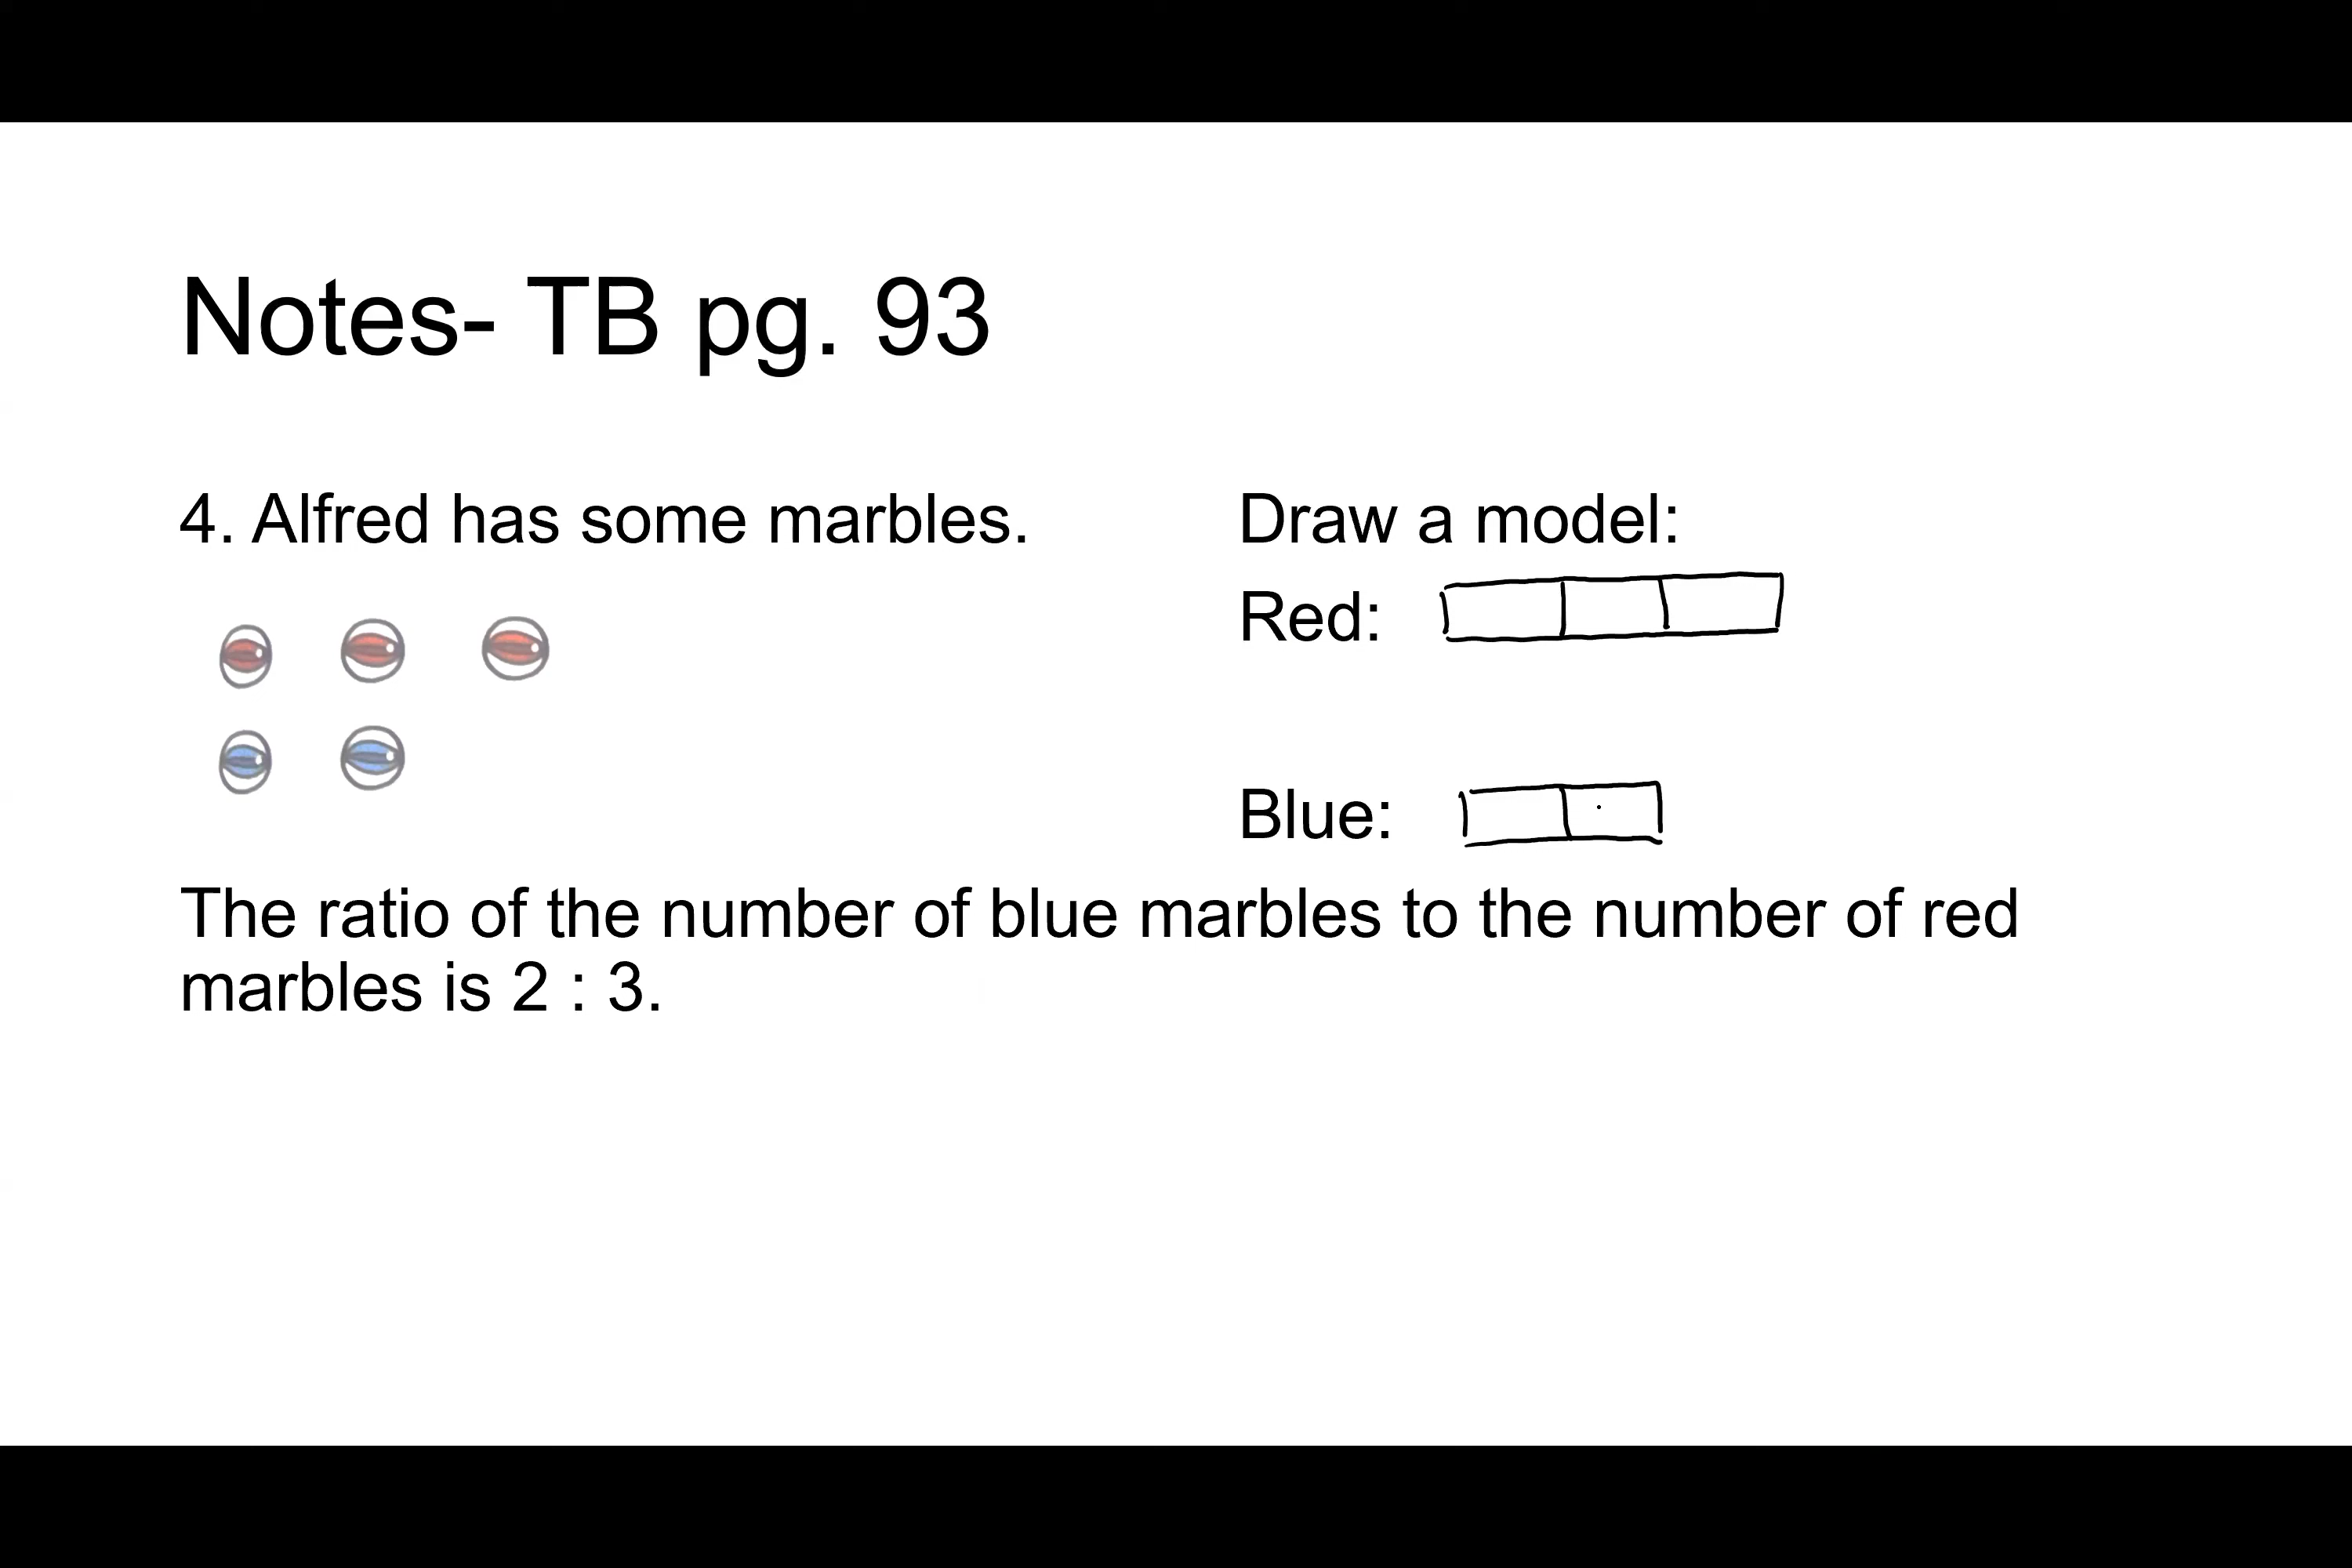 Notes- TB pg. 93
4. Alfred has some marbles.
Draw a model:
Red:
Blue:
The ratio of the number of blue marbles to the number of red
marbles is 2 : 3.